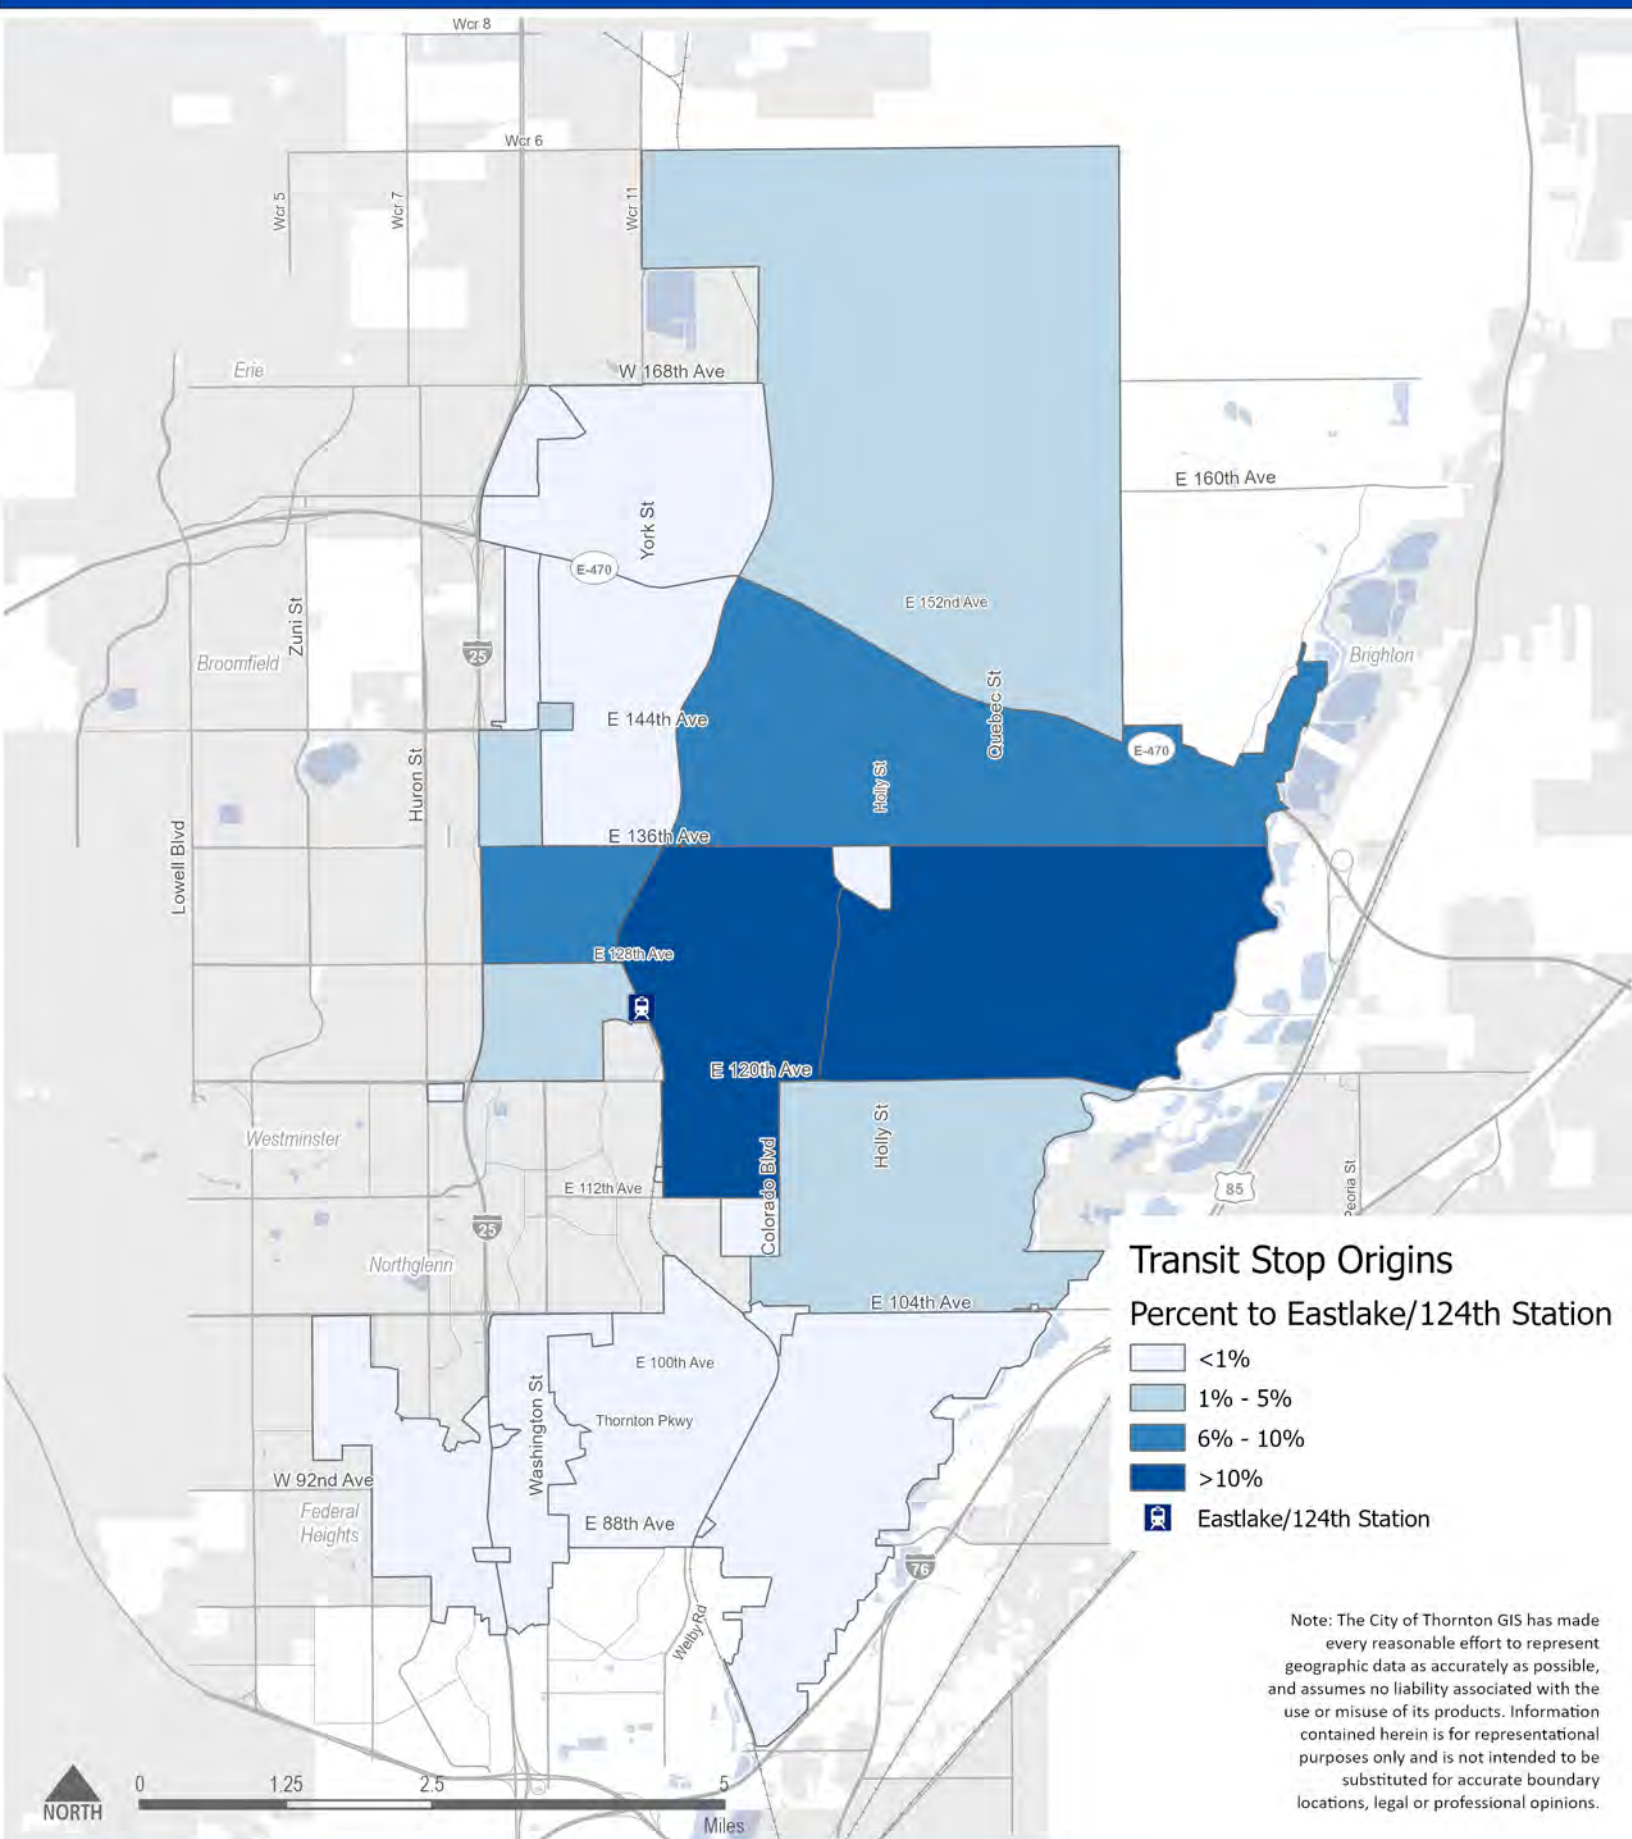 Wcr 8
Wcr 6
Wcr 5
Wcr 7
Wcr 11
Erie
W 168th Ave
E 160th Ave
York St
E-470
E 152nd Ave
Zuni St
25
Broomfield
Brighton
Quebec St
E 144th Ave
E-470
Huron St
Holly St
E 136th Ave
Lowell Blvd
E 128th Ave
E 120th Ave
Westminster
Holly St
Colorado Blvd
E 112th Ave
85
Peoria St
25
Northglenn
E 104th Ave
E 100th Ave
Washington St
Thornton Pkwy
W 92nd Ave
Federal
Heights
E 88th Ave
76
Welby Rd
Transit Stop Origins
Percent to Eastlake/124th Station
<1%
1% - 5%
6% - 10%
>10%
Eastlake/124th Station
Note: The City of Thornton GIS has made
every reasonable effort to represent
geographic data as accurately as possible,
and assumes no liability associated with the
use or misuse of its products. Information
contained herein is for representational
purposes only and is not intended to be
substituted for accurate boundary
locations, legal or professional opinions.
NORTH
0 1.25 2.5 5
Miles